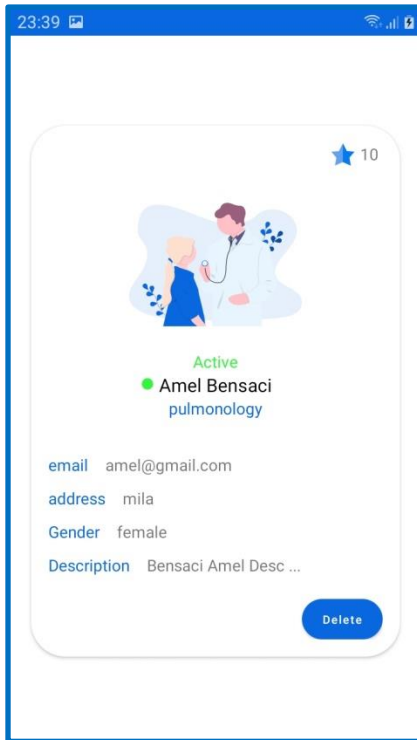 23:39
10
Active
Amel Bensaci
pulmonology
email amel@gmail.com
address mila
Gender female
Description Bensaci Amel Desc ...
Delete